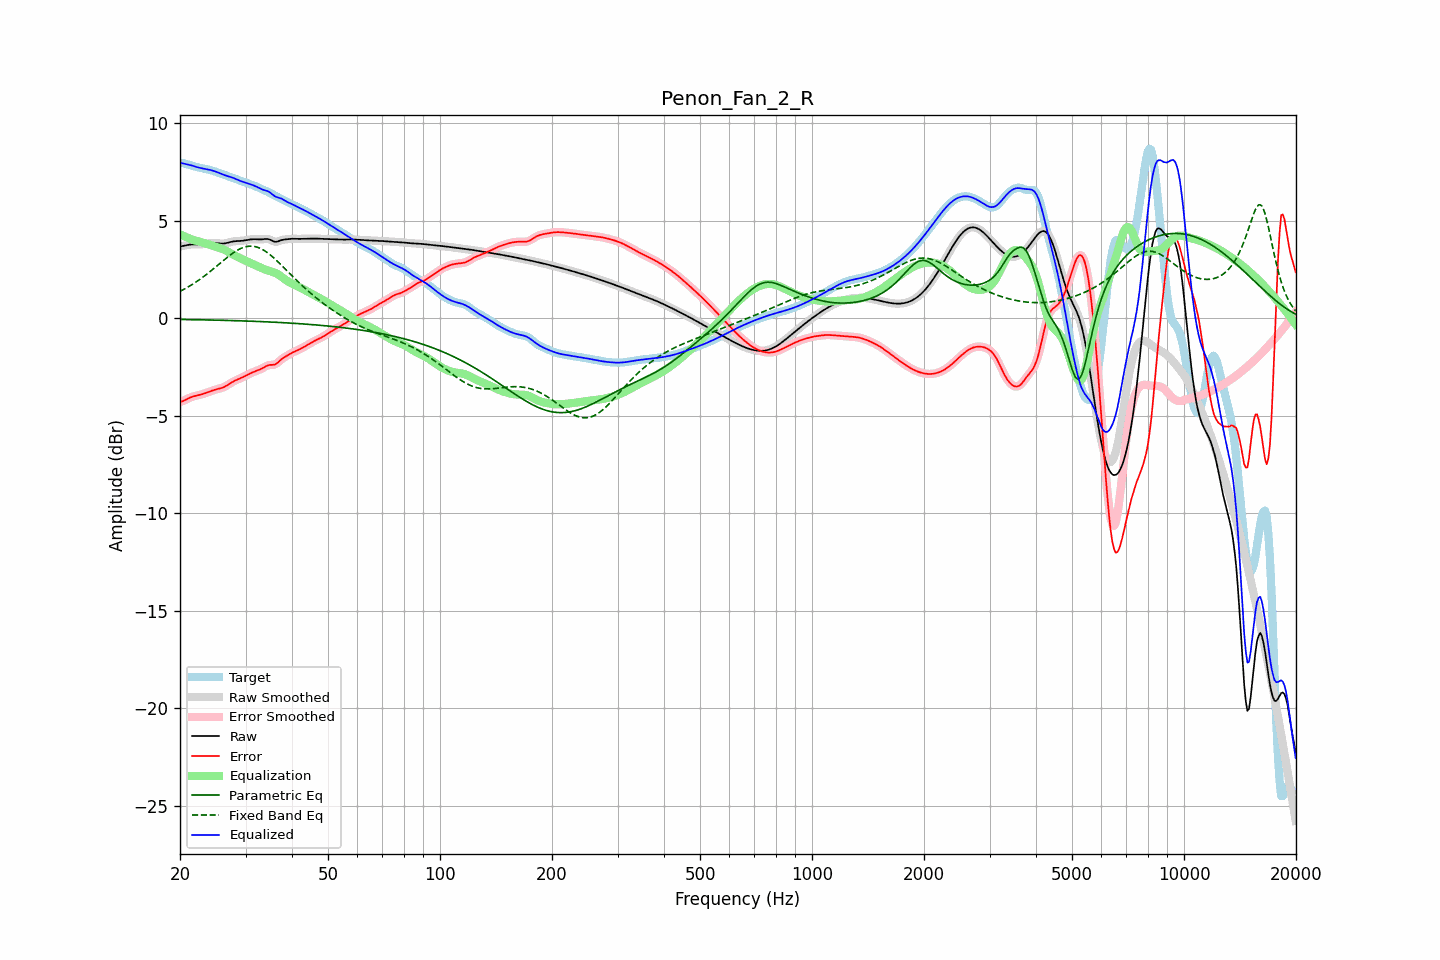 Penon_Fan_2_R
10
5
0
−5
−10
−15
−20
−25
Amplitude (dBr)
Target
Raw Smoothed
Error Smoothed
Raw
Error
Equalization
Parametric Eq
Fixed Band Eq
Equalized
20 50 100 200 500 1000 2000 5000 10000 20000
Frequency (Hz)